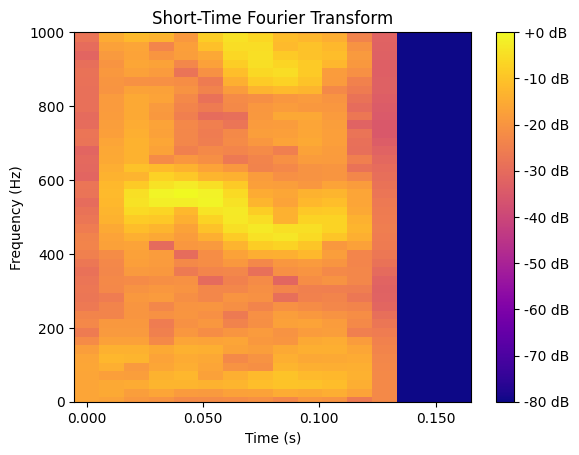 Short-Time Fourier Transform
1000
800
600
400
200
0
Frequency (Hz)
0.000
0.050
0.100
0.150
Time (s)
+0 dB
-10 dB
-20 dB
-30 dB
-40 dB
-50 dB
-60 dB
-70 dB
-80 dB